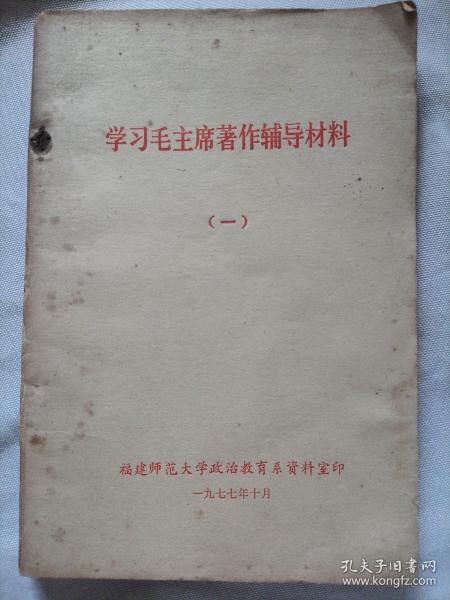 学习毛主席著作辅导材料
（一）
福建师范大学政治教育系资料室印
一九七七年十月
孔夫子旧书网
www.kongfz.com